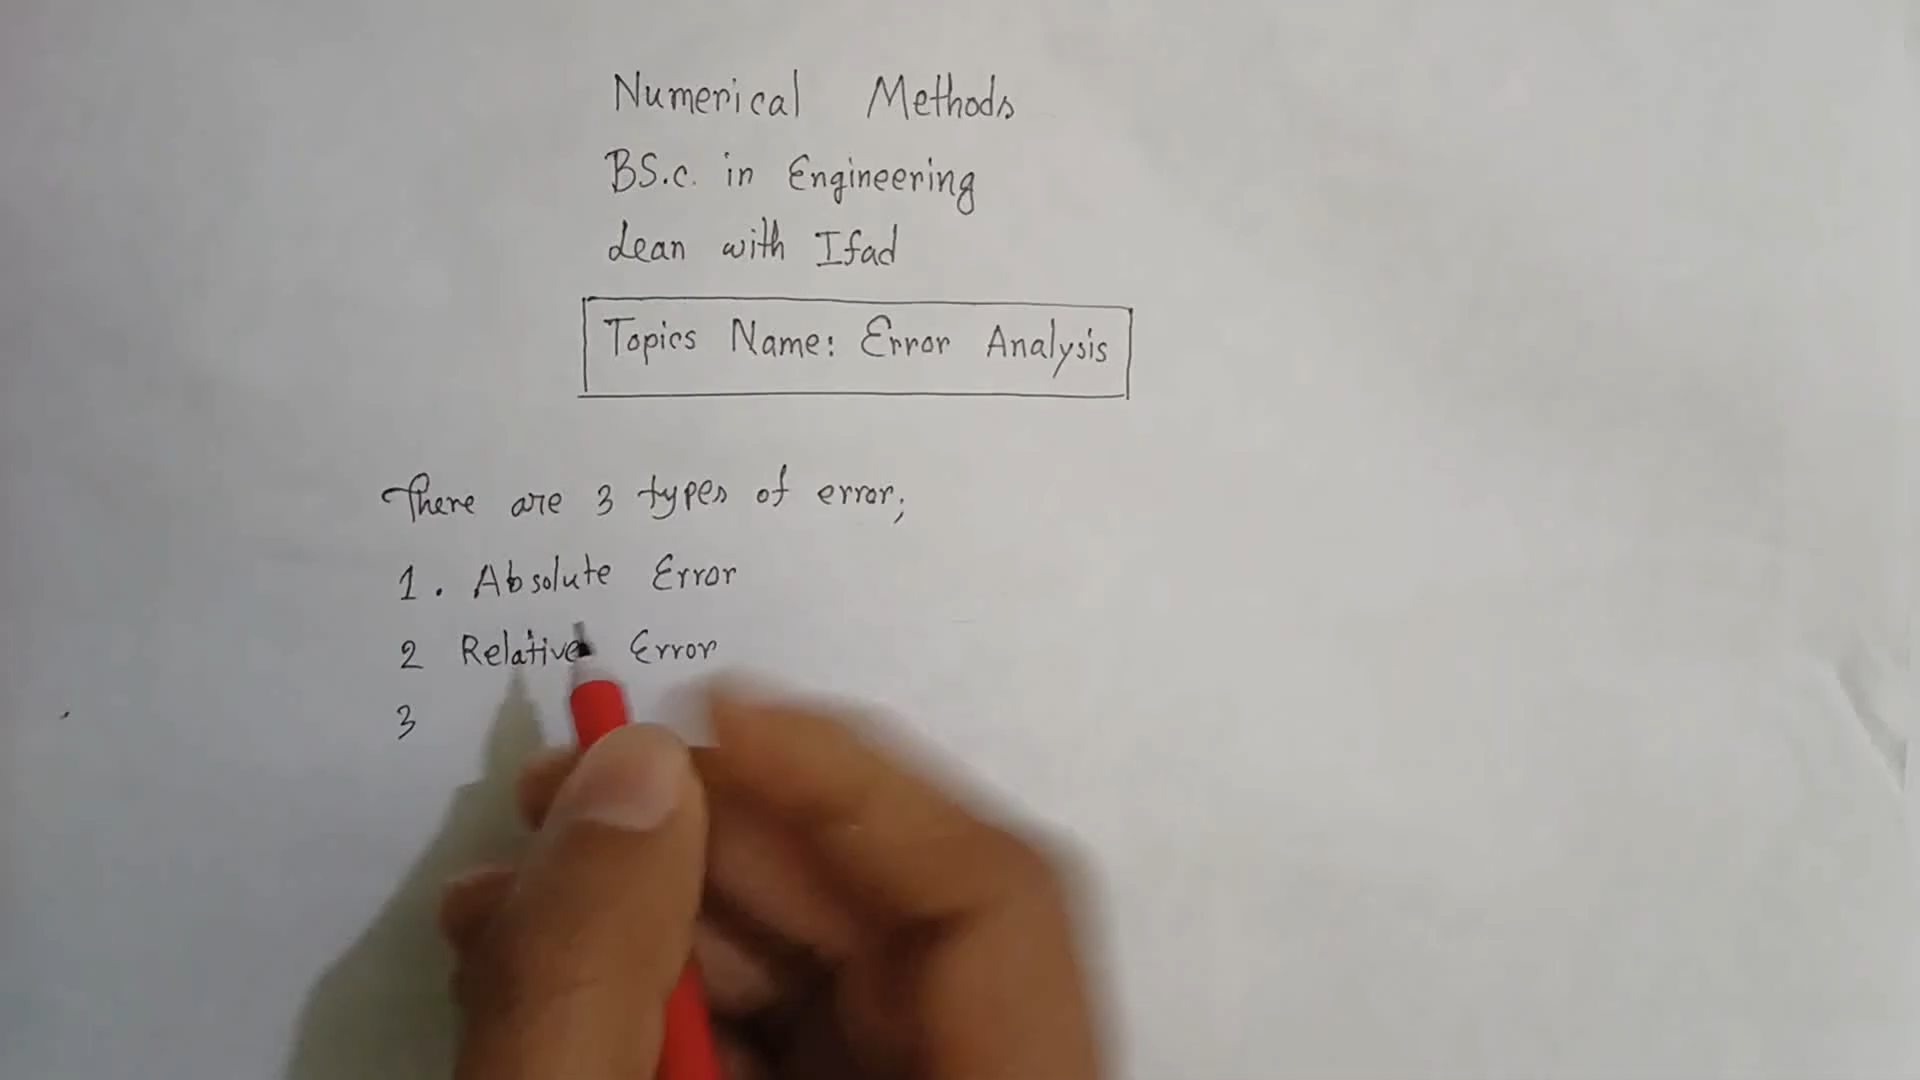 Numerical Methods
BS.c. in Engineering
Lean with Ifad
Topics Name: Error Analysis
There are 3 types of error;
1. Absolute Error
2 Relative Error
3